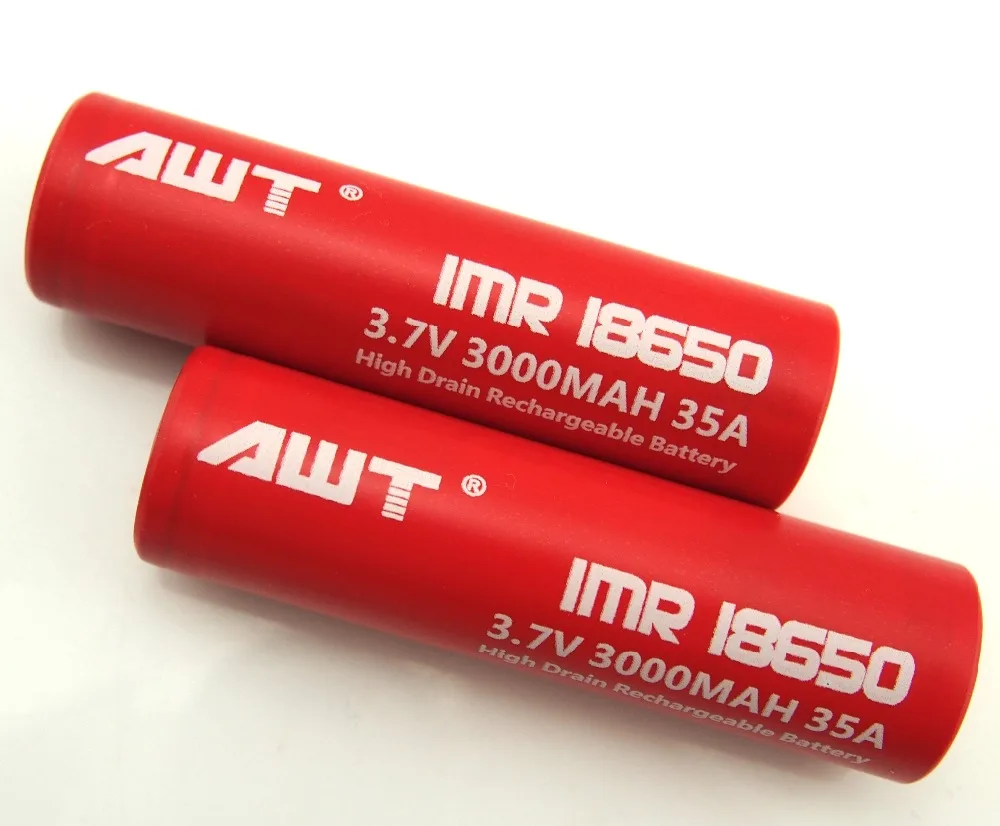 AWT ®
IMR 18650
3.7V 3000MAH 35A
High Drain Rechargeable Battery
AWT ®
IMR 18650
3.7V 3000MAH 35A
High Drain Rechargeable Battery